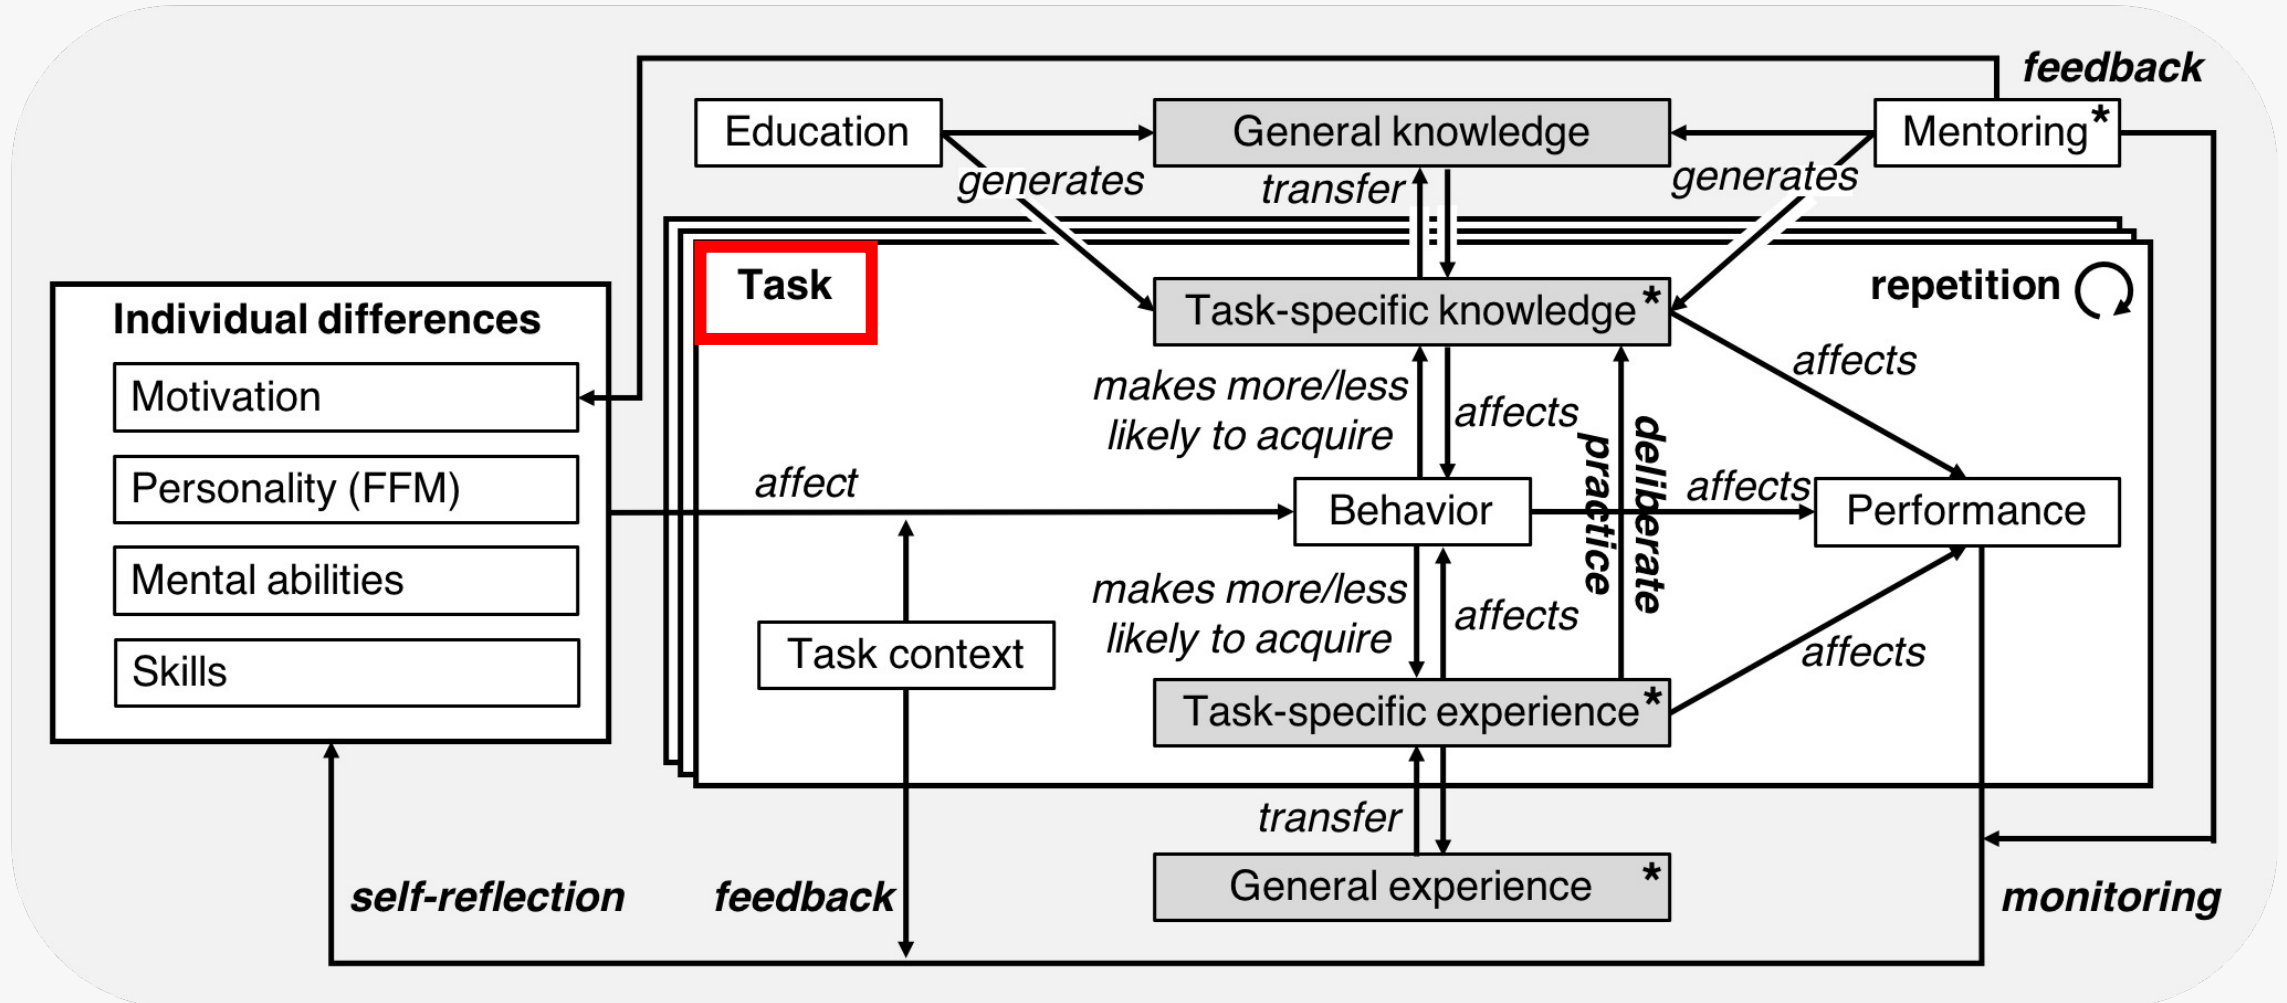 feedback
Education
General knowledge
Mentoring*
generates
transfer
generates
Task
repetition
Individual differences
Task-specific knowledge*
Motivation
makes more/less
likely to acquire
affects
affects
deliberate
practice
Personality (FFM)
affect
Behavior
affects
Performance
Mental abilities
makes more/less
likely to acquire
affects
Task context
affects
Skills
Task-specific experience*
transfer
General experience *
self-reflection
feedback
monitoring